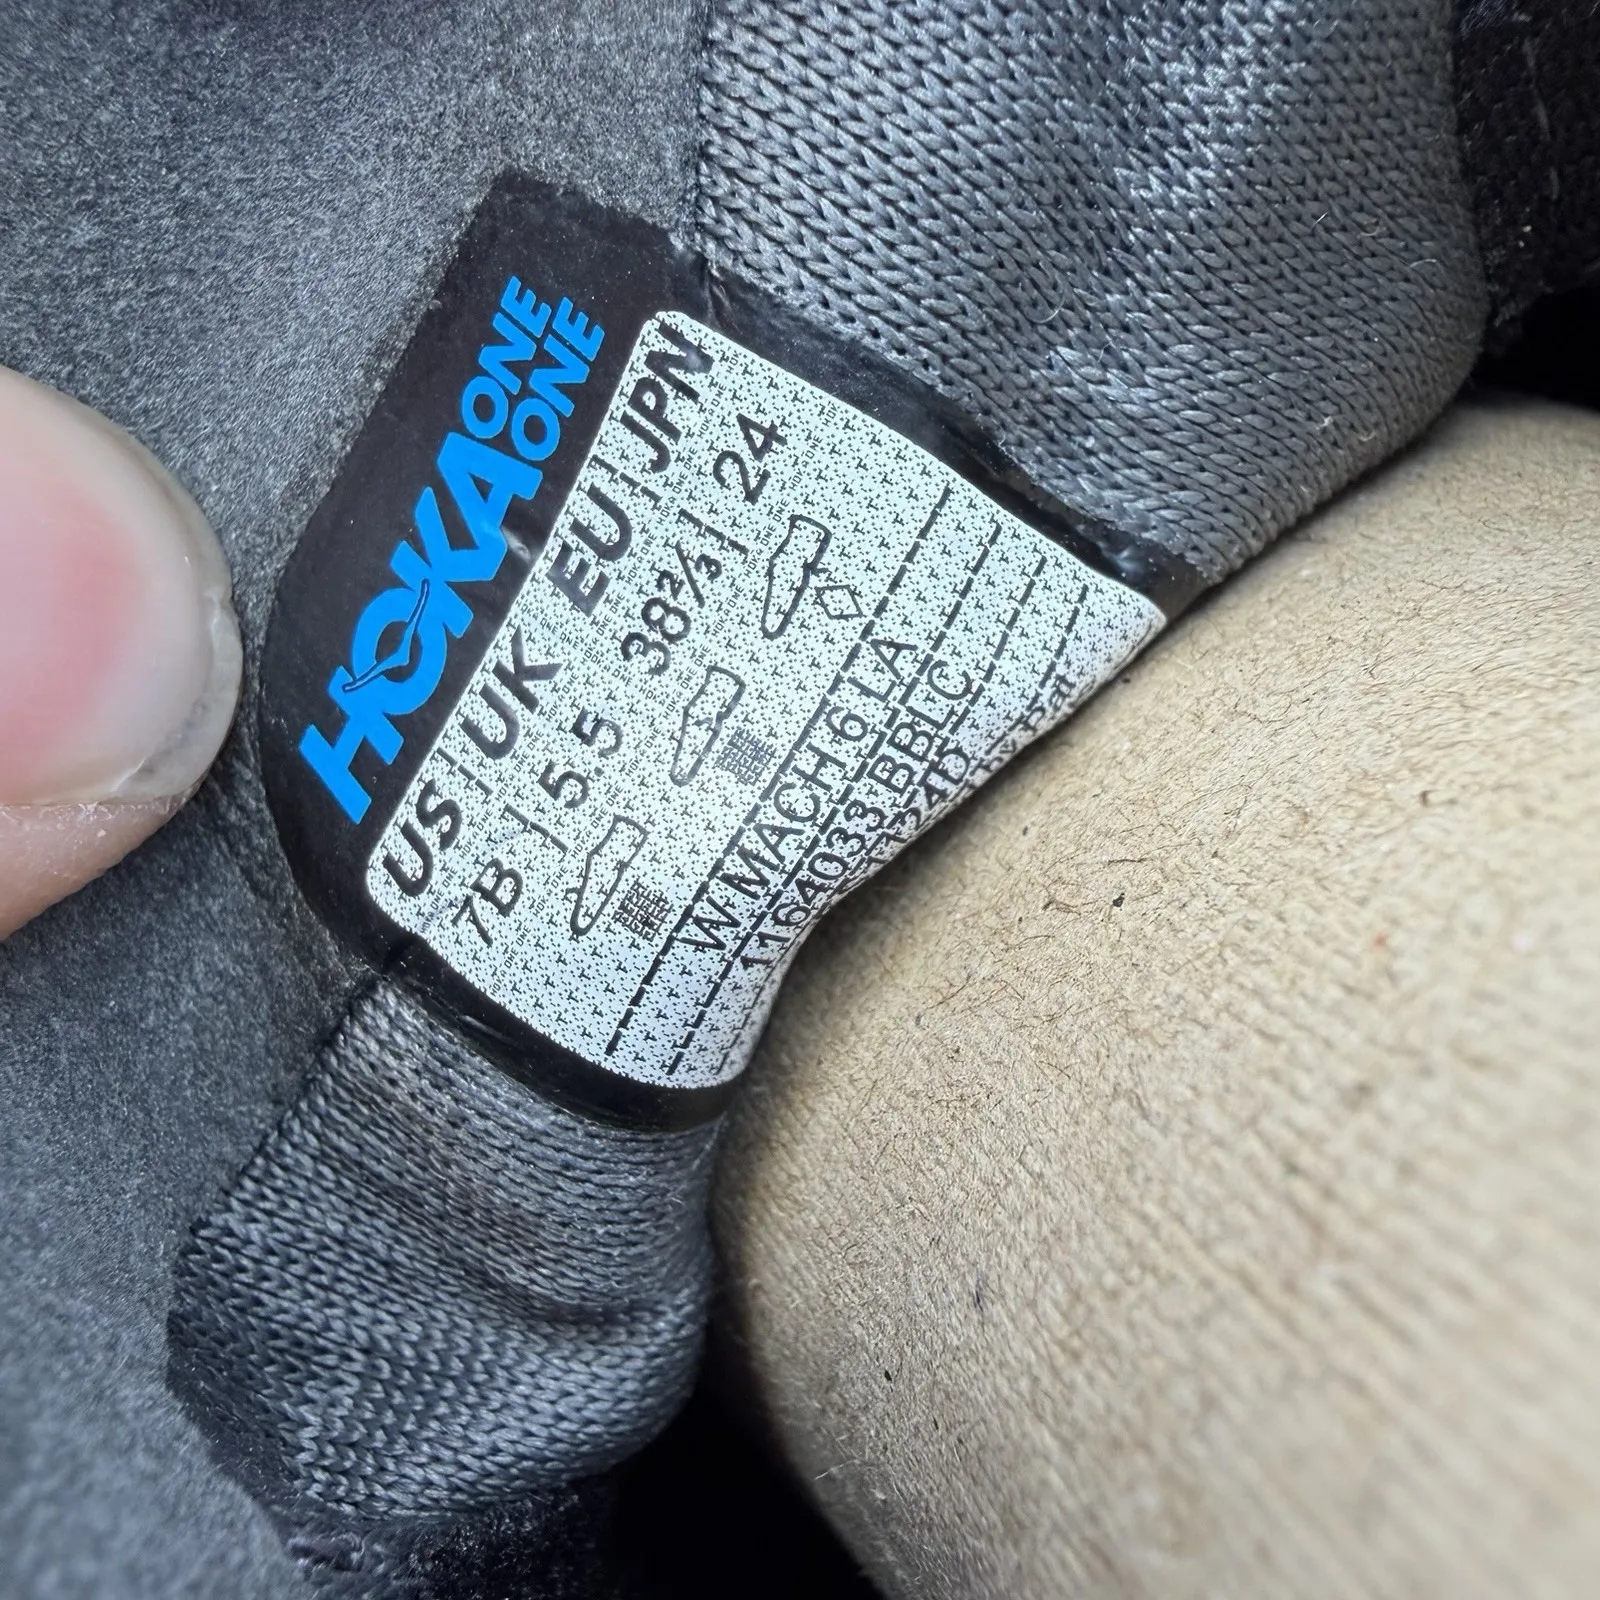 HOKA ONE ONE
US | UK | EU | JPN
7B | 5.5 | 38⅔ | 24
W MACH 6 LA
1164033 BBLC